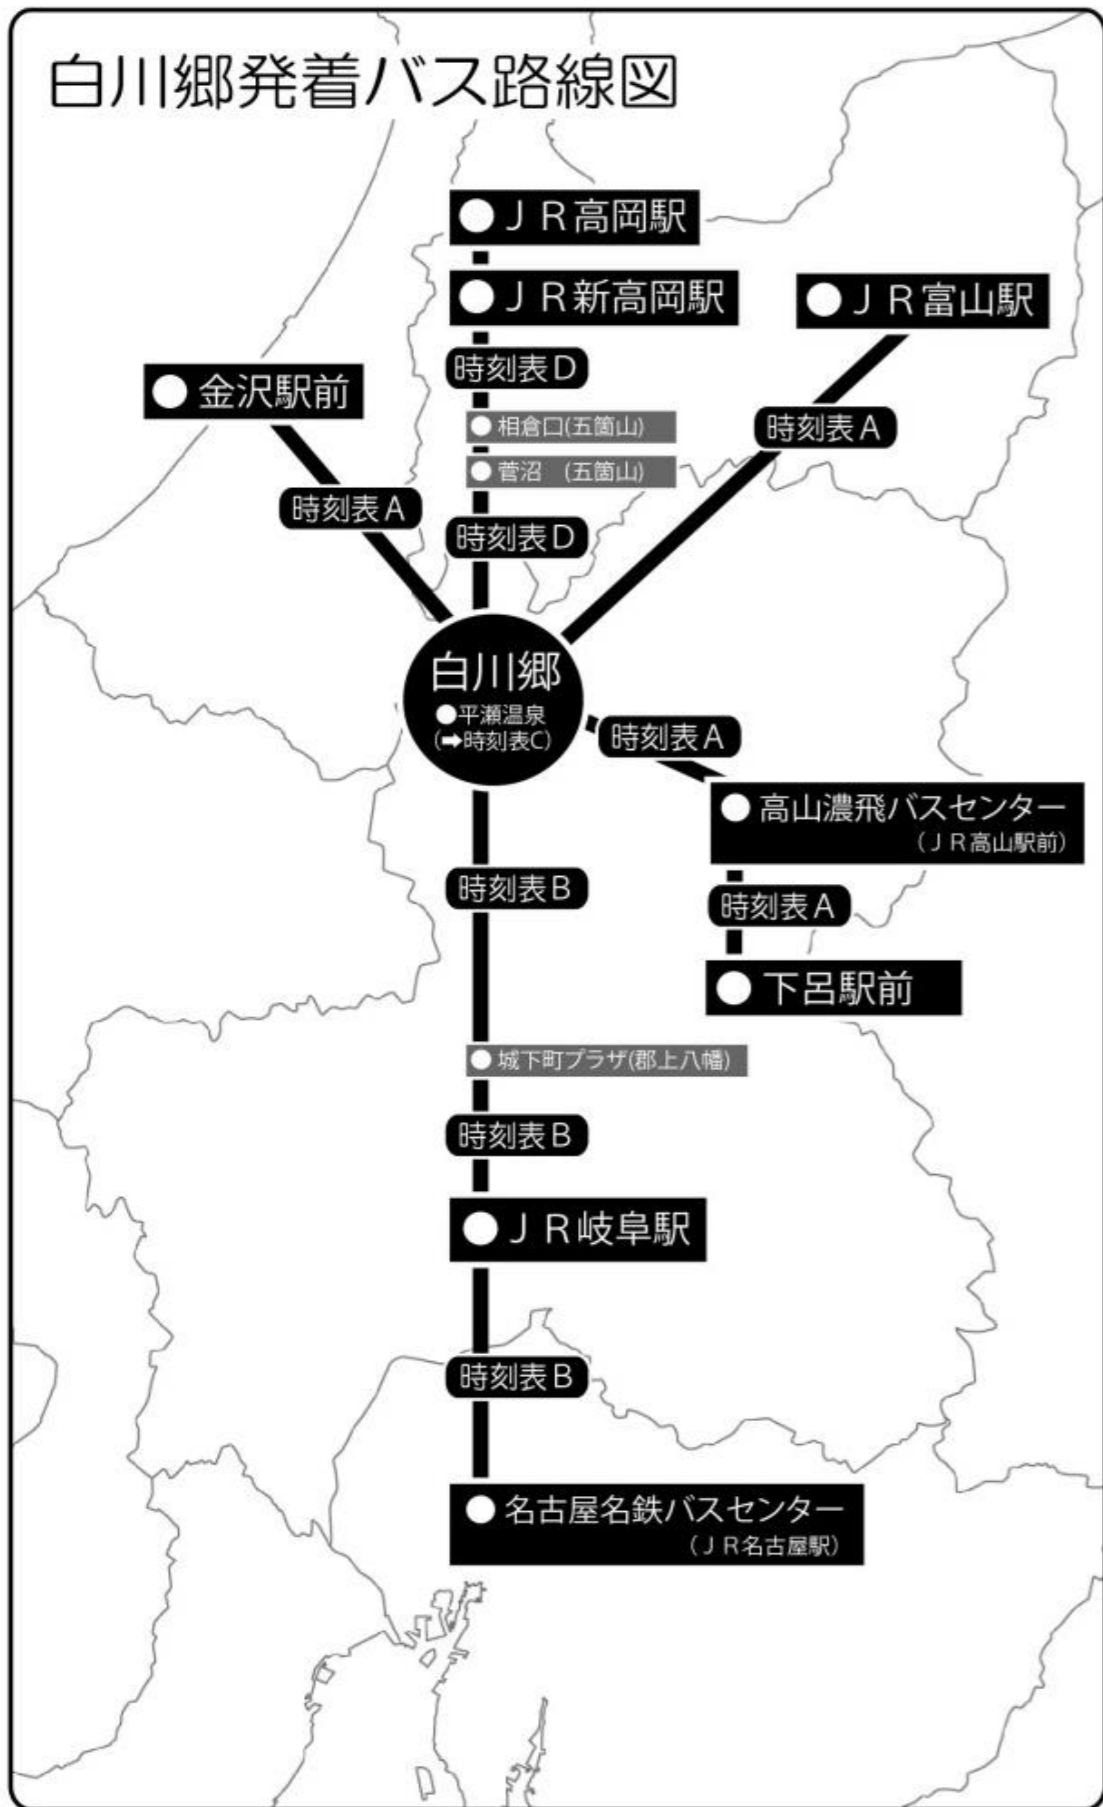 白川郷発着バス路線図
●ＪＲ高岡駅
●ＪＲ新高岡駅
●ＪＲ富山駅
時刻表D
●金沢駅前
●相倉口(五箇山)
時刻表A
●菅沼　(五箇山)
時刻表A
時刻表D
白川郷
●平瀬温泉
(➡時刻表C)
時刻表A
●高山濃飛バスセンター
（ＪＲ高山駅前）
時刻表B
時刻表A
●下呂駅前
●城下町プラザ(郡上八幡)
時刻表B
●ＪＲ岐阜駅
時刻表B
●名古屋名鉄バスセンター
（ＪＲ名古屋駅）